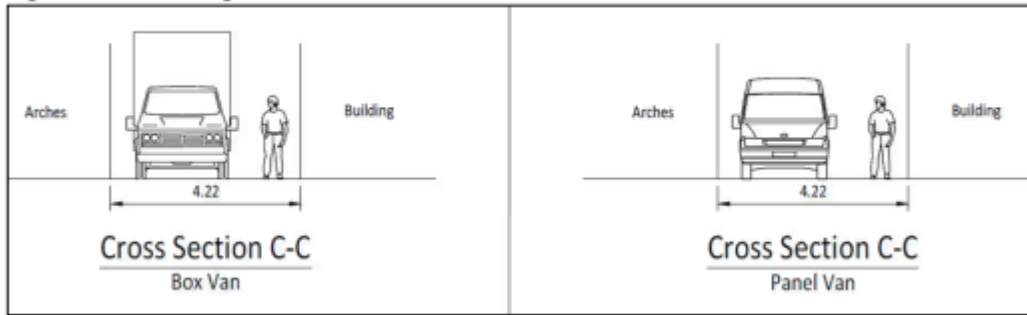 Arches
Building
4.22
Cross Section C-C
Box Van
Arches
Building
4.22
Cross Section C-C
Panel Van